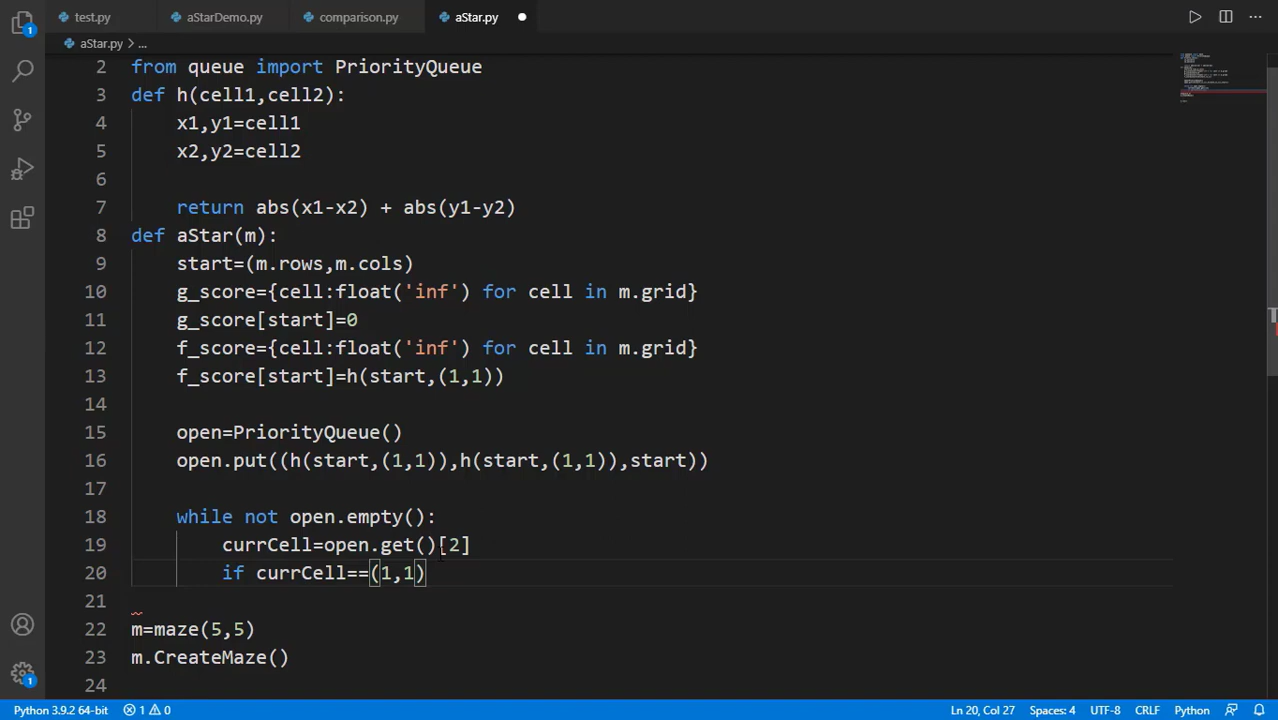 test.py aStarDemo.py comparison.py aStar.py
aStar.py > ...
2 from queue import PriorityQueue
3 def h(cell1,cell2):
4 x1,y1=cell1
5 x2,y2=cell2
6
7 return abs(x1-x2) + abs(y1-y2)
8 def aStar(m):
9 start=(m.rows,m.cols)
10 g_score={cell:float('inf') for cell in m.grid}
11 g_score[start]=0
12 f_score={cell:float('inf') for cell in m.grid}
13 f_score[start]=h(start,(1,1))
14
15 open=PriorityQueue()
16 open.put((h(start,(1,1)),h(start,(1,1)),start))
17
18 while not open.empty():
19 currCell=open.get()[2]
20 if currCell==(1,1)
21
22 m=maze(5,5)
23 m.CreateMaze()
24
1
1
Python 3.9.2 64-bit 1 0 Ln 20, Col 27 Spaces: 4 UTF-8 CRLF Python